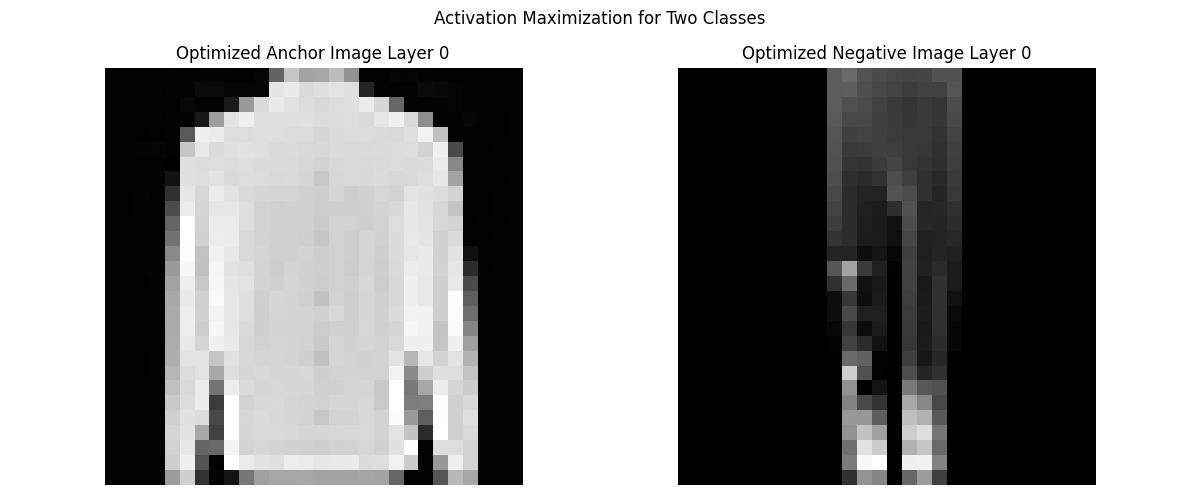 Activation Maximization for Two Classes
Optimized Anchor Image Layer 0
Optimized Negative Image Layer 0